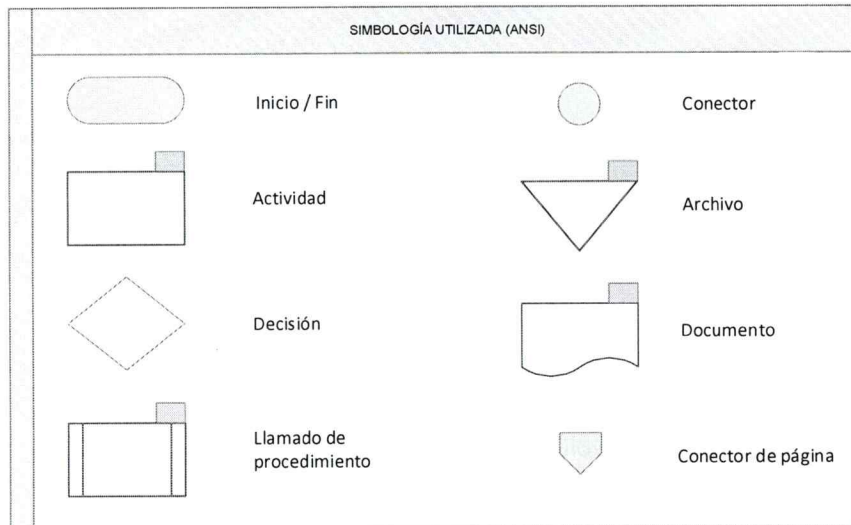 SIMBOLOGÍA UTILIZADA (ANSI)
Inicio / Fin
Conector
Actividad
Archivo
Decisión
Documento
Llamado de
procedimiento
Conector de página